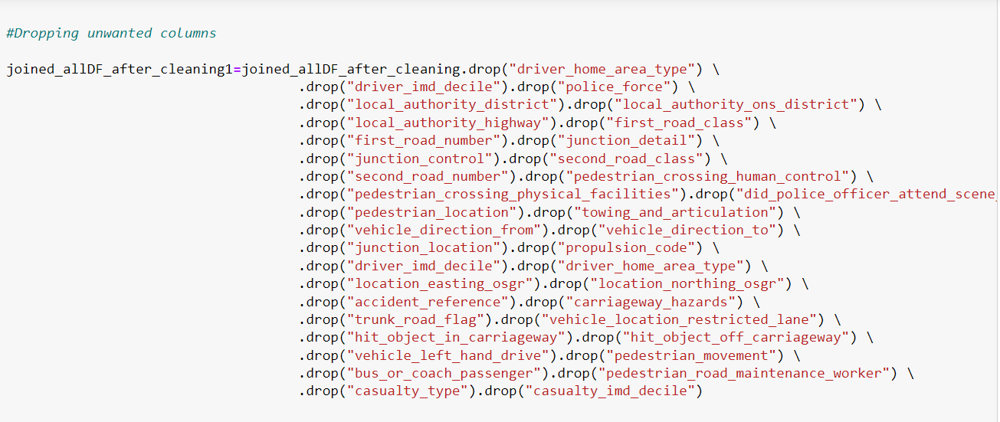 #Dropping unwanted columns
joined_allDF_after_cleaning1=joined_allDF_after_cleaning.drop("driver_home_area_type") \
.drop("driver_imd_decile").drop("police_force") \
.drop("local_authority_district").drop("local_authority_ons_district") \
.drop("local_authority_highway").drop("first_road_class") \
.drop("first_road_number").drop("junction_detail") \
.drop("junction_control").drop("second_road_class") \
.drop("second_road_number").drop("pedestrian_crossing_human_control") \
.drop("pedestrian_crossing_physical_facilities").drop("did_police_officer_attend_scene_
.drop("pedestrian_location").drop("towing_and_articulation") \
.drop("vehicle_direction_from").drop("vehicle_direction_to") \
.drop("junction_location").drop("propulsion_code") \
.drop("driver_imd_decile").drop("driver_home_area_type") \
.drop("location_easting_osgr").drop("location_northing_osgr") \
.drop("accident_reference").drop("carriageway_hazards") \
.drop("trunk_road_flag").drop("vehicle_location_restricted_lane") \
.drop("hit_object_in_carriageway").drop("hit_object_off_carriageway") \
.drop("vehicle_left_hand_drive").drop("pedestrian_movement") \
.drop("bus_or_coach_passenger").drop("pedestrian_road_maintenance_worker") \
.drop("casualty_type").drop("casualty_imd_decile")